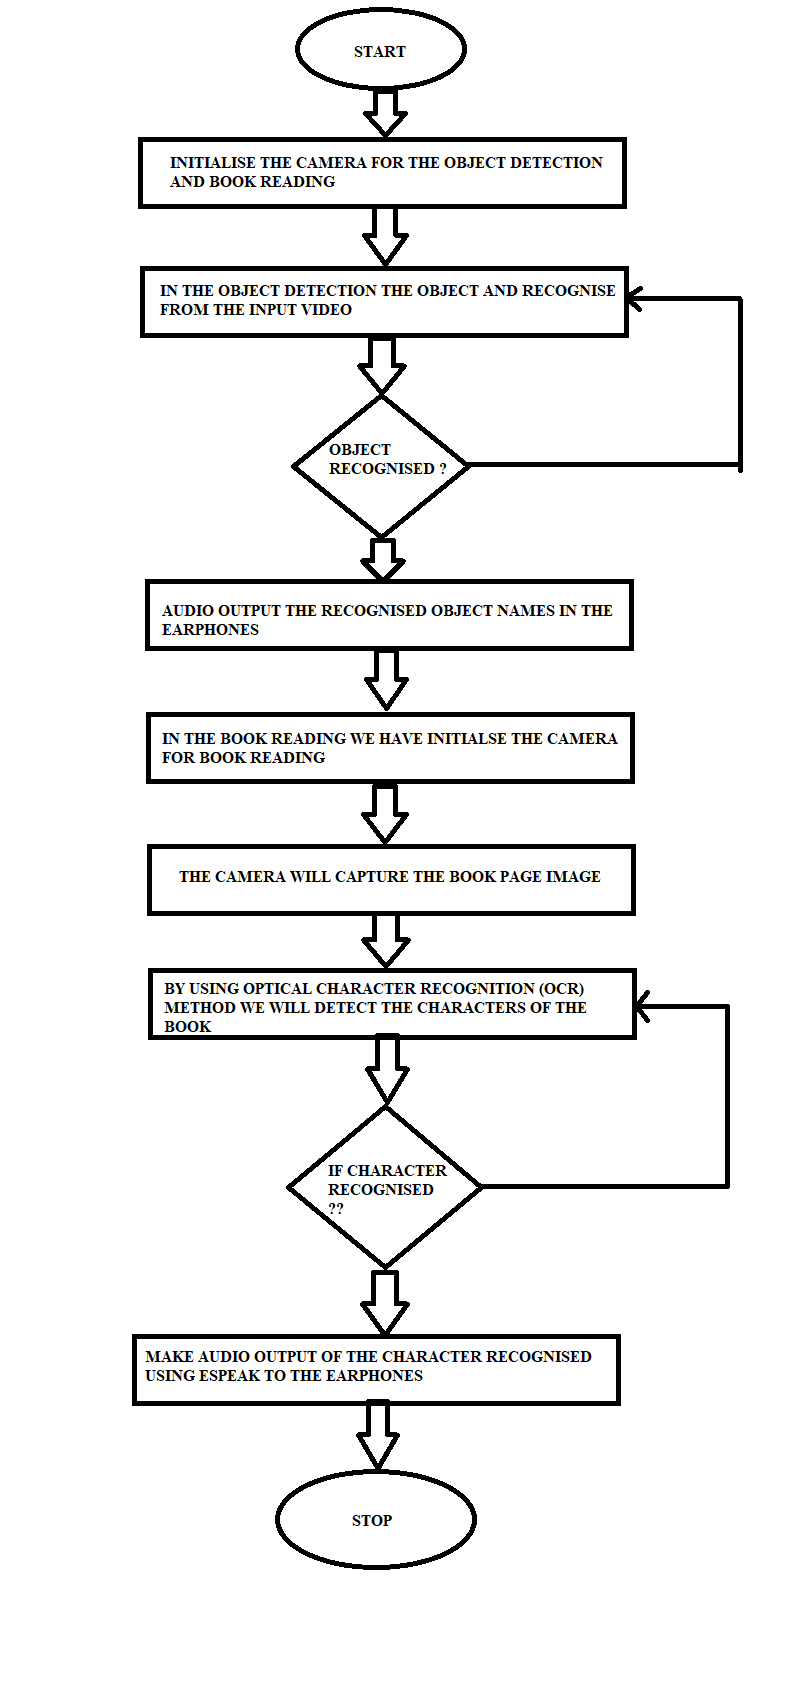 START
INITIALISE THE CAMERA FOR THE OBJECT DETECTION
AND BOOK READING
IN THE OBJECT DETECTION THE OBJECT AND RECOGNISE
FROM THE INPUT VIDEO
OBJECT
RECOGNISED ?
AUDIO OUTPUT THE RECOGNISED OBJECT NAMES IN THE
EARPHONES
IN THE BOOK READING WE HAVE INITIALSE THE CAMERA
FOR BOOK READING
THE CAMERA WILL CAPTURE THE BOOK PAGE IMAGE
BY USING OPTICAL CHARACTER RECOGNITION (OCR)
METHOD WE WILL DETECT THE CHARACTERS OF THE
BOOK
IF CHARACTER
RECOGNISED
??
MAKE AUDIO OUTPUT OF THE CHARACTER RECOGNISED
USING ESPEAK TO THE EARPHONES
STOP